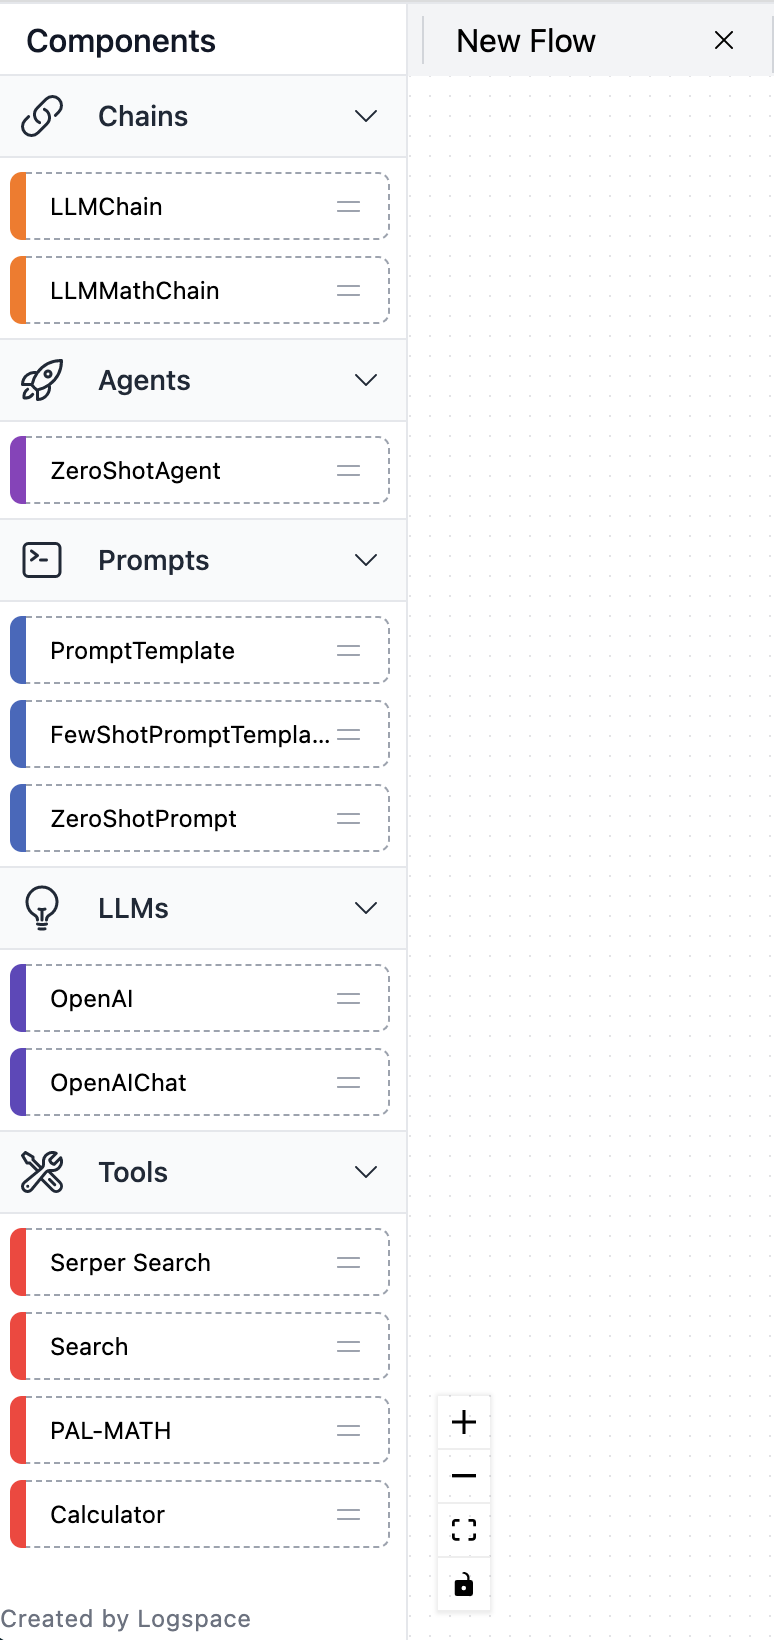 Components
New Flow
Chains
LLMChain
LLMMathChain
Agents
ZeroShotAgent
Prompts
PromptTemplate
FewShotPromptTempla...
ZeroShotPrompt
LLMs
OpenAI
OpenAIChat
Tools
Serper Search
Search
PAL-MATH
Calculator
Created by Logspace